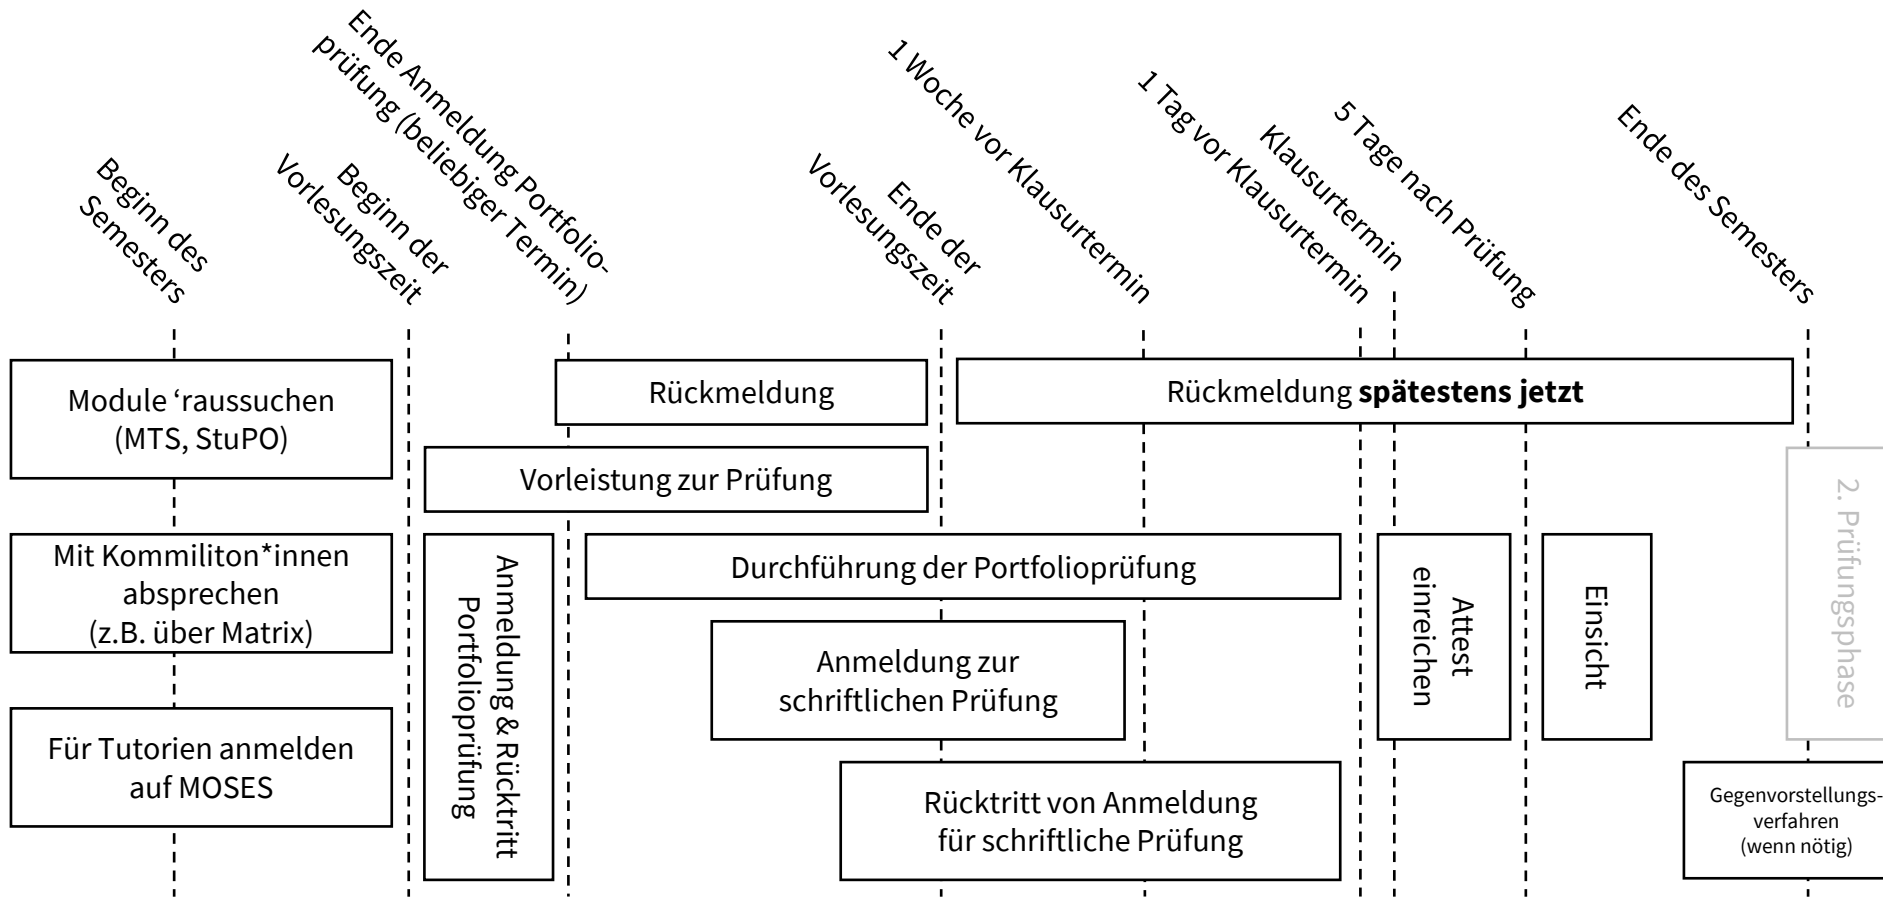 Beginn des
Semesters
Beginn der
Vorlesungszeit
Ende Anmeldung Portfolio-
prüfung (beliebiger Termin)
Ende der
Vorlesungszeit
1 Woche vor Klausurtermin
1 Tag vor Klausurtermin
Klausurtermin
5 Tage nach Prüfung
Ende des Semesters
Module ‘raussuchen
(MTS, StuPO)
Rückmeldung
Rückmeldung spätestens jetzt
Vorleistung zur Prüfung
2. Prüfungsphase
Mit Kommiliton*innen
absprechen
(z.B. über Matrix)
Anmeldung & Rücktritt
Portfolioprüfung
Durchführung der Portfolioprüfung
Attest
einreichen
Einsicht
Anmeldung zur
schriftlichen Prüfung
Für Tutorien anmelden
auf MOSES
Rücktritt von Anmeldung
für schriftliche Prüfung
Gegenvorstellungs-
verfahren
(wenn nötig)